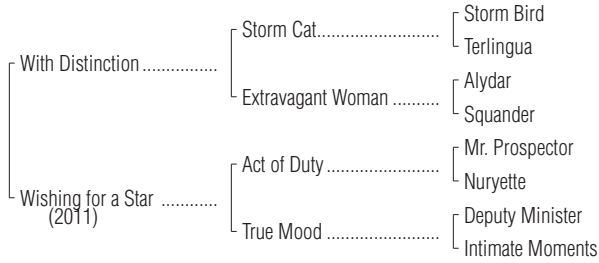 Storm Bird
Storm Cat........................
Terlingua
With Distinction ...............
Alydar
Extravagant Woman ..........
Squander
Mr. Prospector
Act of Duty .......................
Nuryette
Wishing for a Star ............
(2011)
Deputy Minister
True Mood .......................
Intimate Moments